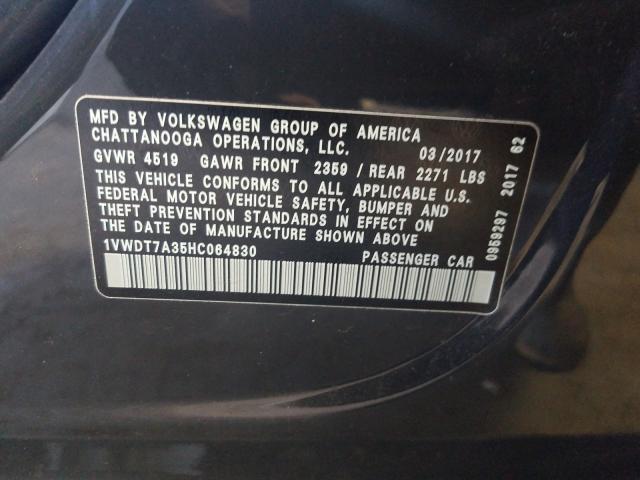 MFD BY VOLKSWAGEN GROUP OF AMERICA
CHATTANOOGA OPERATIONS, LLC.
03/2017
GVWR 4519 GAWR FRONT 2359 / REAR 2271 LBS
THIS VEHICLE CONFORMS TO ALL APPLICABLE U.S.
FEDERAL MOTOR VEHICLE SAFETY, BUMPER AND
THEFT PREVENTION STANDARDS IN EFFECT ON
THE DATE OF MANUFACTURE SHOWN ABOVE
1VWDT7A35HC064830 PASSENGER CAR
0959297 2017 62